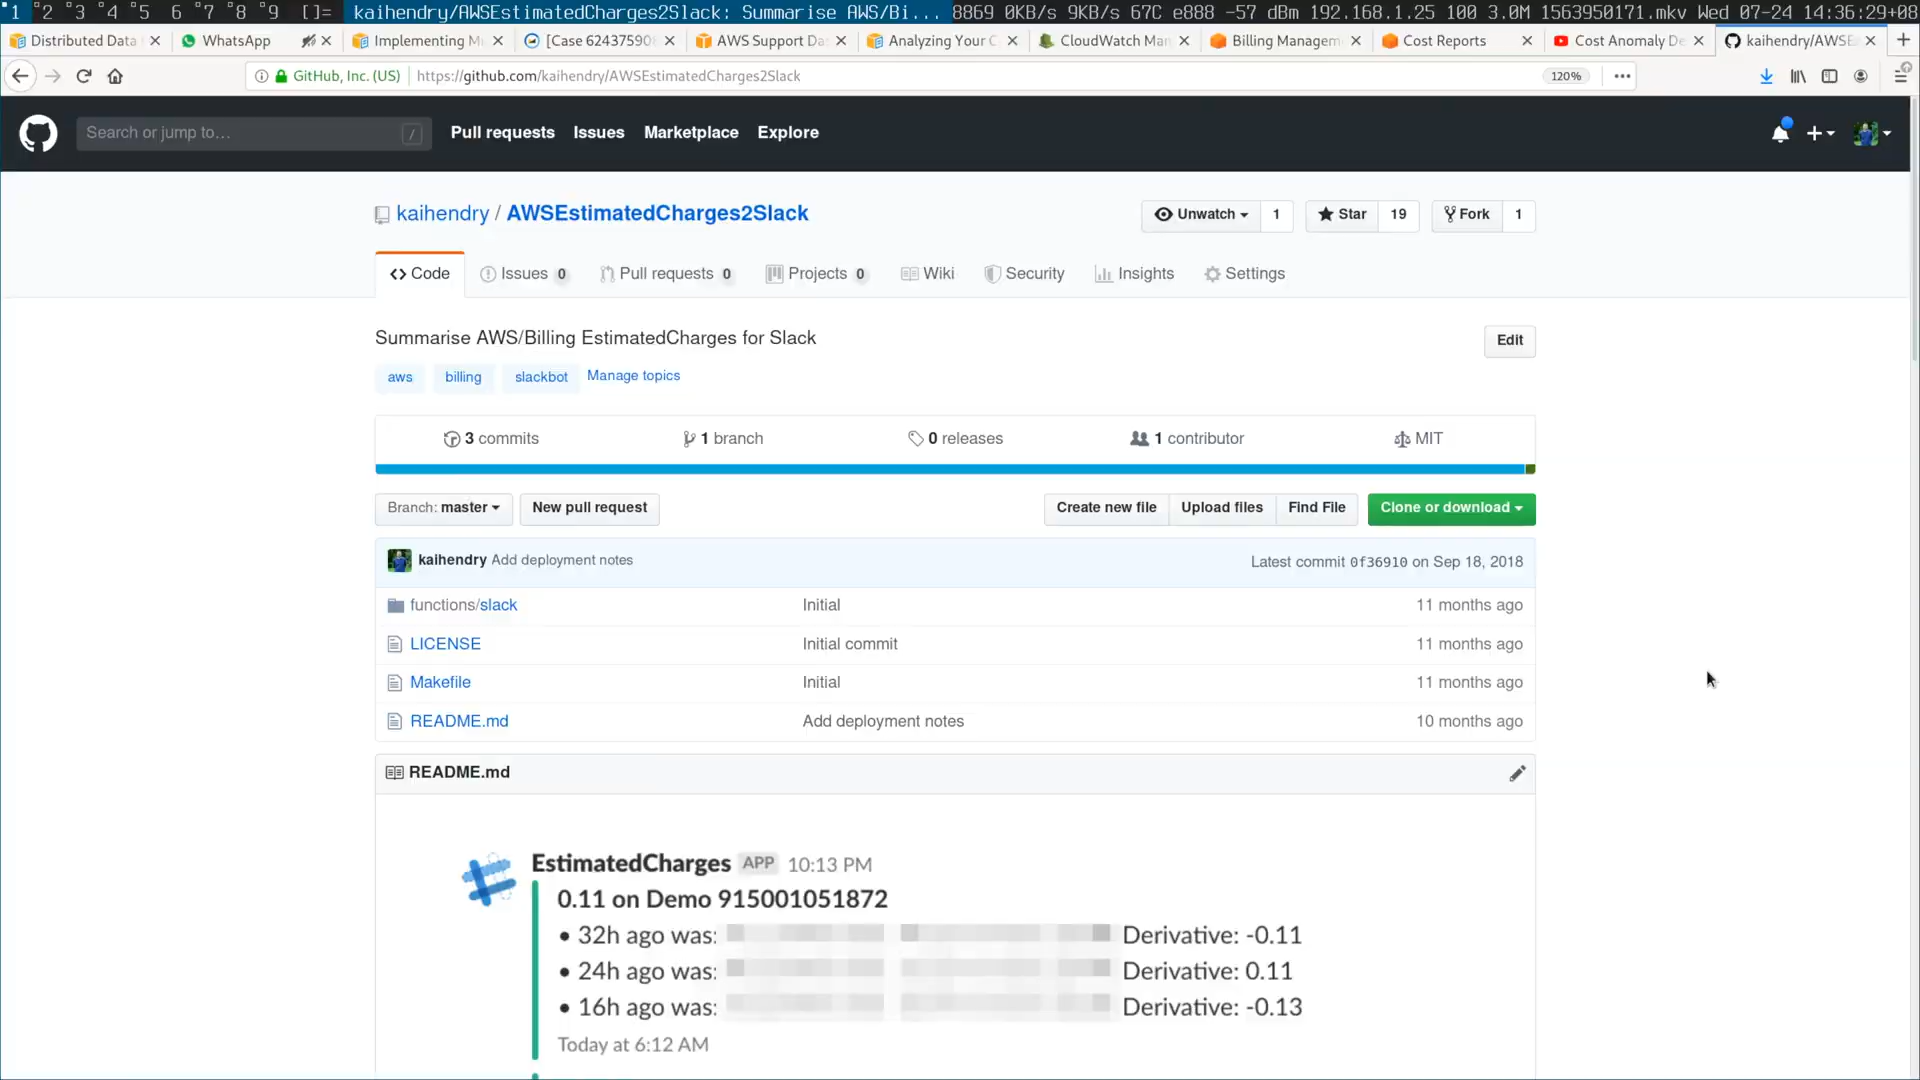 1 2 3 4 5 6 7 8 9 []= kaihendry/AWSEstimatedCharges2Slack: Summarise AWS/Bi... 8869 0KB/s 9KB/s 67C e888 -57 dBm 192.168.1.25 100 3.0M 1563950171.mkv Wed 07-24 14:36:29+08
Distributed Data WhatsApp Implementing M [Case 62437590 AWS Support Da Analyzing Your C CloudWatch Man Billing Managem Cost Reports Cost Anomaly De kaihendry/AWSE
GitHub, Inc. (US) https://github.com/kaihendry/AWSEstimatedCharges2Slack 120%
Search or jump to… / Pull requests Issues Marketplace Explore
kaihendry / AWSEstimatedCharges2Slack Unwatch 1 Star 19 Fork 1
Code Issues 0 Pull requests 0 Projects 0 Wiki Security Insights Settings
Summarise AWS/Billing EstimatedCharges for Slack Edit
aws billing slackbot Manage topics
3 commits 1 branch 0 releases 1 contributor MIT
Branch: master New pull request Create new file Upload files Find File Clone or download
kaihendry Add deployment notes Latest commit 0f36910 on Sep 18, 2018
functions/slack Initial 11 months ago
LICENSE Initial commit 11 months ago
Makefile Initial 11 months ago
README.md Add deployment notes 10 months ago
README.md
EstimatedCharges APP 10:13 PM
0.11 on Demo 915001051872
• 32h ago was: Derivative: -0.11
• 24h ago was: Derivative: 0.11
• 16h ago was: Derivative: -0.13
Today at 6:12 AM